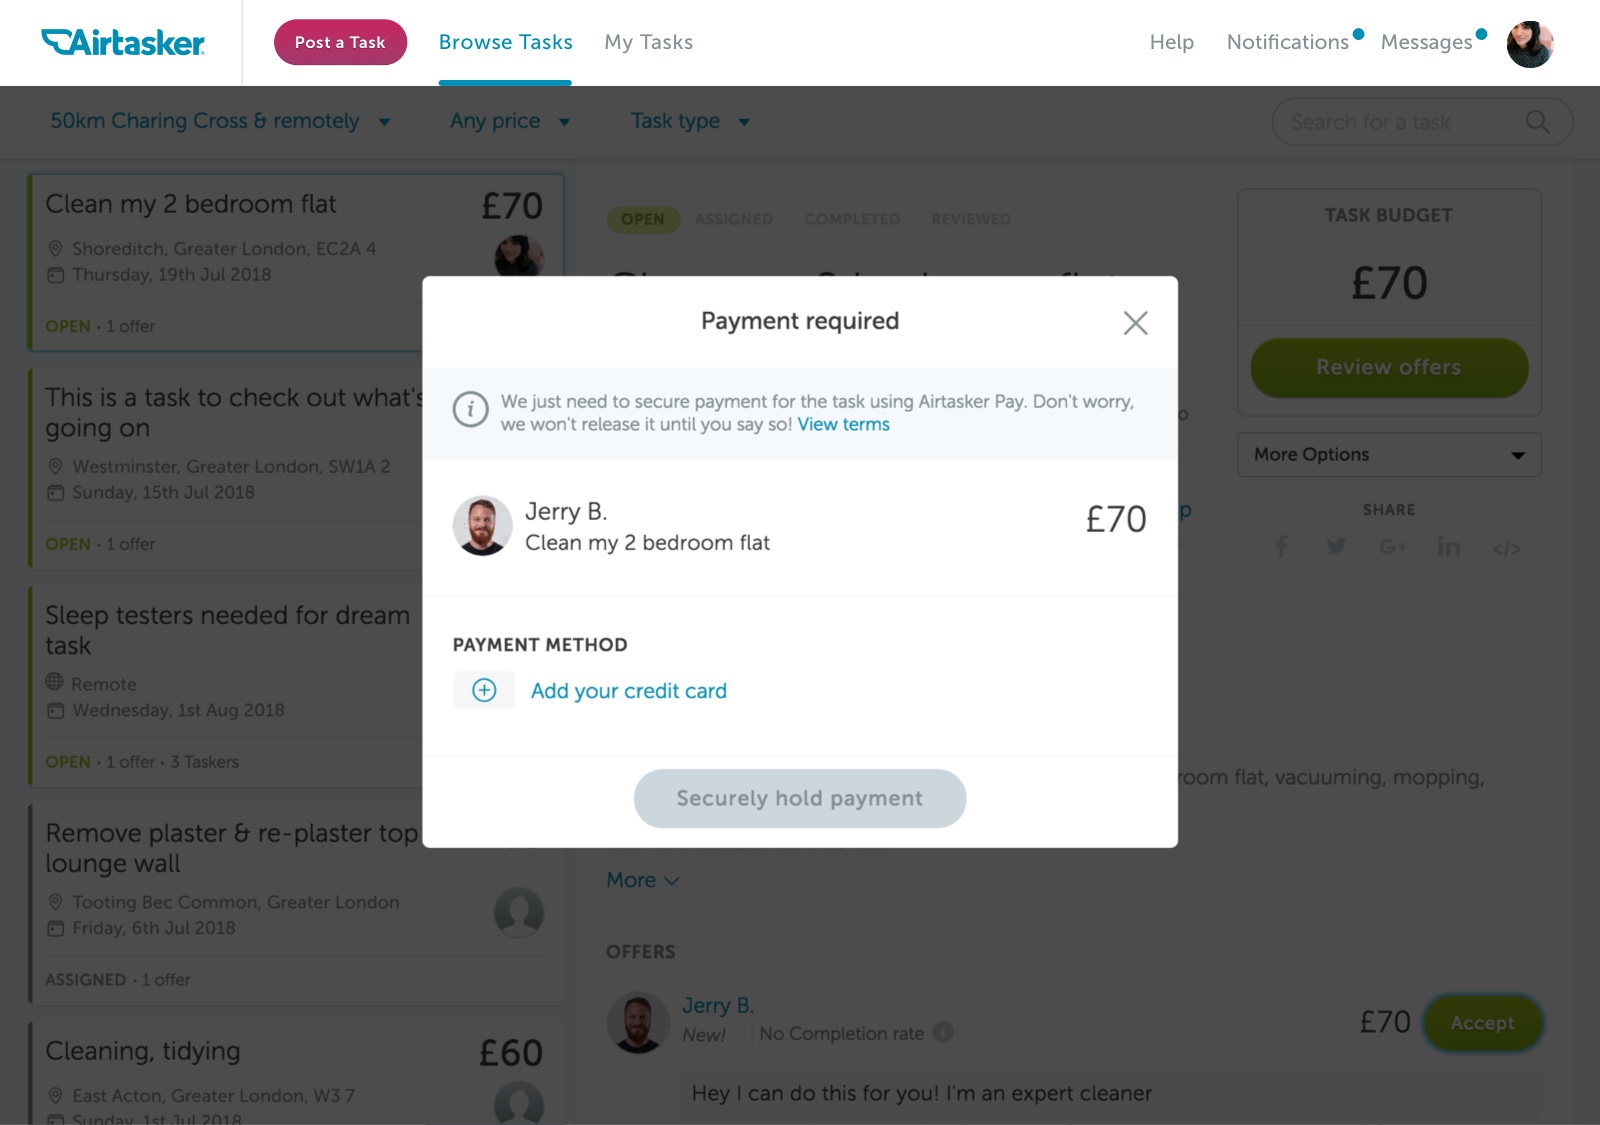 Airtasker
Post a Task
Browse Tasks
My Tasks
Help
Notifications
Messages
50km Charing Cross & remotely
Any price
Task type
Search for a task
Clean my 2 bedroom flat
£70
Shoreditch, Greater London, EC2A 4
Thursday, 19th Jul 2018
OPEN • 1 offer
This is a task to check out what's
going on
Westminster, Greater London, SW1A 2
Sunday, 15th Jul 2018
OPEN • 1 offer
Sleep testers needed for dream
task
Remote
Wednesday, 1st Aug 2018
OPEN • 1 offer • 3 Taskers
Remove plaster & re-plaster top
lounge wall
Tooting Bec Common, Greater London
Friday, 6th Jul 2018
ASSIGNED • 1 offer
Cleaning, tidying
£60
East Acton, Greater London, W3 7
Sunday, 1st Jul 2018
OPEN
ASSIGNED
COMPLETED
REVIEWED
TASK BUDGET
£70
Review offers
More Options
SHARE
Payment required
We just need to secure payment for the task using Airtasker Pay. Don't worry,
we won't release it until you say so! View terms
Jerry B.
Clean my 2 bedroom flat
£70
PAYMENT METHOD
Add your credit card
Securely hold payment
flat, vacuuming, mopping,
More
OFFERS
Jerry B.
New!
No Completion rate
£70
Accept
Hey I can do this for you! I'm an expert cleaner